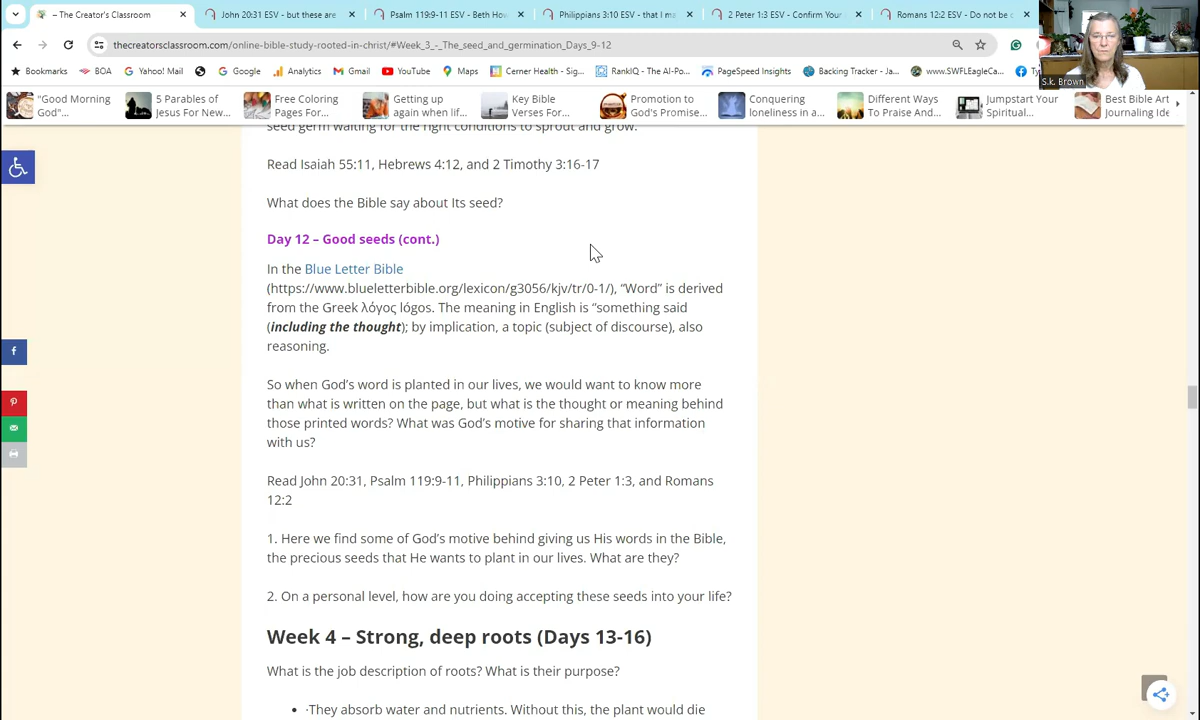 – The Creator's Classroom
John 20:31 ESV - but these are
Psalm 119:9-11 ESV - Beth Hov
Philippians 3:10 ESV - that I ma
2 Peter 1:3 ESV - Confirm Your
Romans 12:2 ESV - Do not be c
thecreatorsclassroom.com/online-bible-study-rooted-in-christ/#Week_3_-_The_seed_and_germination_Days_9-12
Bookmarks
BOA
Yahoo! Mail
Google
Analytics
Gmail
YouTube
Maps
Cerner Health - Sig...
RankIQ - The AI-Po...
PageSpeed Insights
Backing Tracker - Ja...
www.SWFLEagleCa...
S.k. Brown
"Good Morning
God"...
5 Parables of
Jesus For New...
Free Coloring
Pages For...
Getting up
again when lif...
Key Bible
Verses For...
Promotion to
God's Promise...
Conquering
loneliness in a...
Different Ways
To Praise And...
Jumpstart Your
Spiritual...
Best Bible Art
Journaling Ide
seed germ waiting for the right conditions to sprout and grow.
Read Isaiah 55:11, Hebrews 4:12, and 2 Timothy 3:16-17
What does the Bible say about Its seed?
Day 12 – Good seeds (cont.)
In the Blue Letter Bible
(https://www.blueletterbible.org/lexicon/g3056/kjv/tr/0-1/), “Word” is derived
from the Greek λόγος lógos. The meaning in English is “something said
(including the thought); by implication, a topic (subject of discourse), also
reasoning.
So when God’s word is planted in our lives, we would want to know more
than what is written on the page, but what is the thought or meaning behind
those printed words? What was God’s motive for sharing that information
with us?
Read John 20:31, Psalm 119:9-11, Philippians 3:10, 2 Peter 1:3, and Romans
12:2
1. Here we find some of God’s motive behind giving us His words in the Bible,
the precious seeds that He wants to plant in our lives. What are they?
2. On a personal level, how are you doing accepting these seeds into your life?
Week 4 – Strong, deep roots (Days 13-16)
What is the job description of roots? What is their purpose?
• ·They absorb water and nutrients. Without this, the plant would die